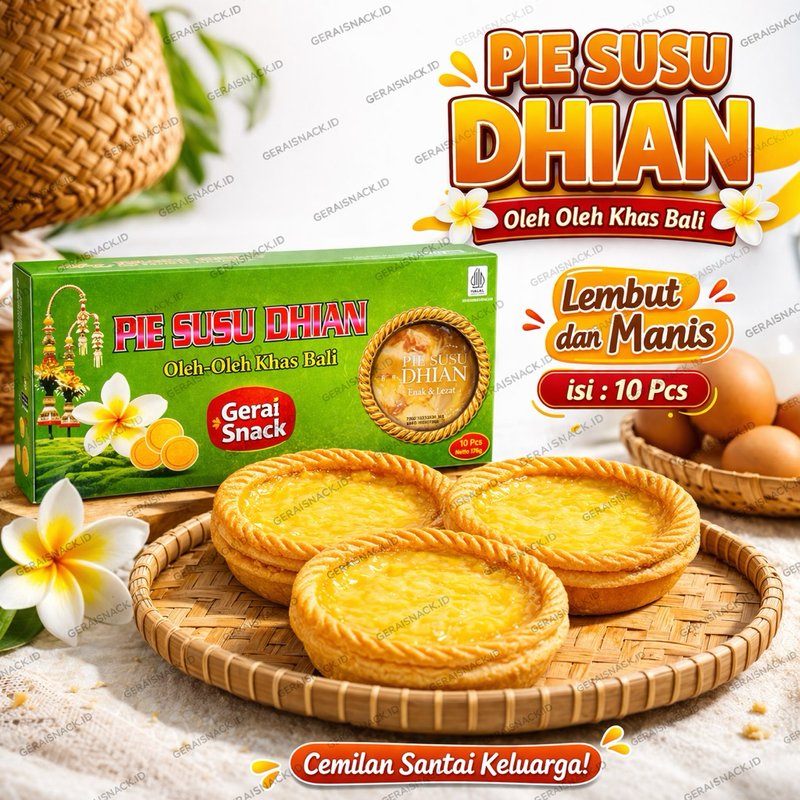 PIE SUSU
DHIAN
Oleh Oleh Khas Bali
Lembut
dan Manis
isi : 10 Pcs
PIE SUSU DHIAN
Oleh-Oleh Khas Bali
Gerai
Snack
HALAL
PIE SUSU
DHIAN
Enak & Lezat
10 Pcs
Cemilan Santai Keluarga!
GERAISNACK.ID